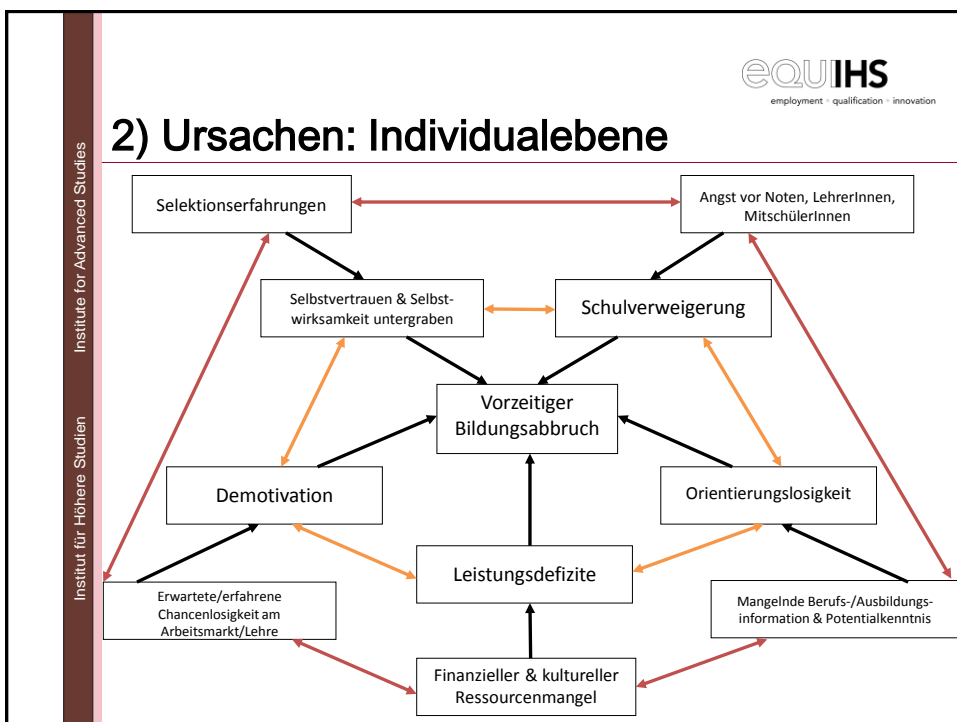 eQUIHS
employment • qualification • innovation
2) Ursachen: Individualebene
Institute for Advanced Studies
Institut für Höhere Studien
Selektionserfahrungen
Angst vor Noten, LehrerInnen,
MitschülerInnen
Selbstvertrauen & Selbst-
wirksamkeit untergraben
Schulverweigerung
Vorzeitiger
Bildungsabbruch
Demotivation
Orientierungslosigkeit
Leistungsdefizite
Erwartete/erfahrene
Chancenlosigkeit am
Arbeitsmarkt/Lehre
Mangelnde Berufs-/Ausbildungs-
information & Potentialkenntnis
Finanzieller & kultureller
Ressourcenmangel